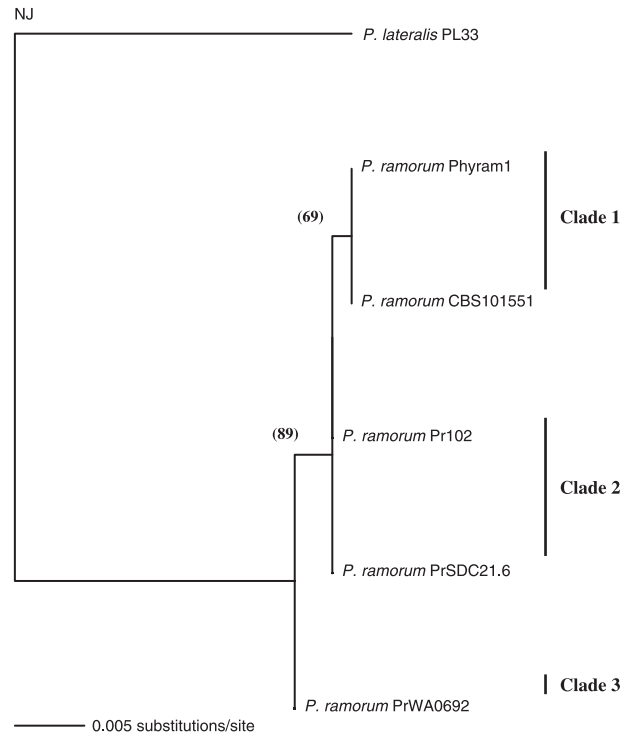 NJ
P. lateralis PL33
P. ramorum Phyram1
(69)
Clade 1
P. ramorum CBS101551
(89)
P. ramorum Pr102
Clade 2
P. ramorum PrSDC21.6
Clade 3
P. ramorum PrWA0692
0.005 substitutions/site